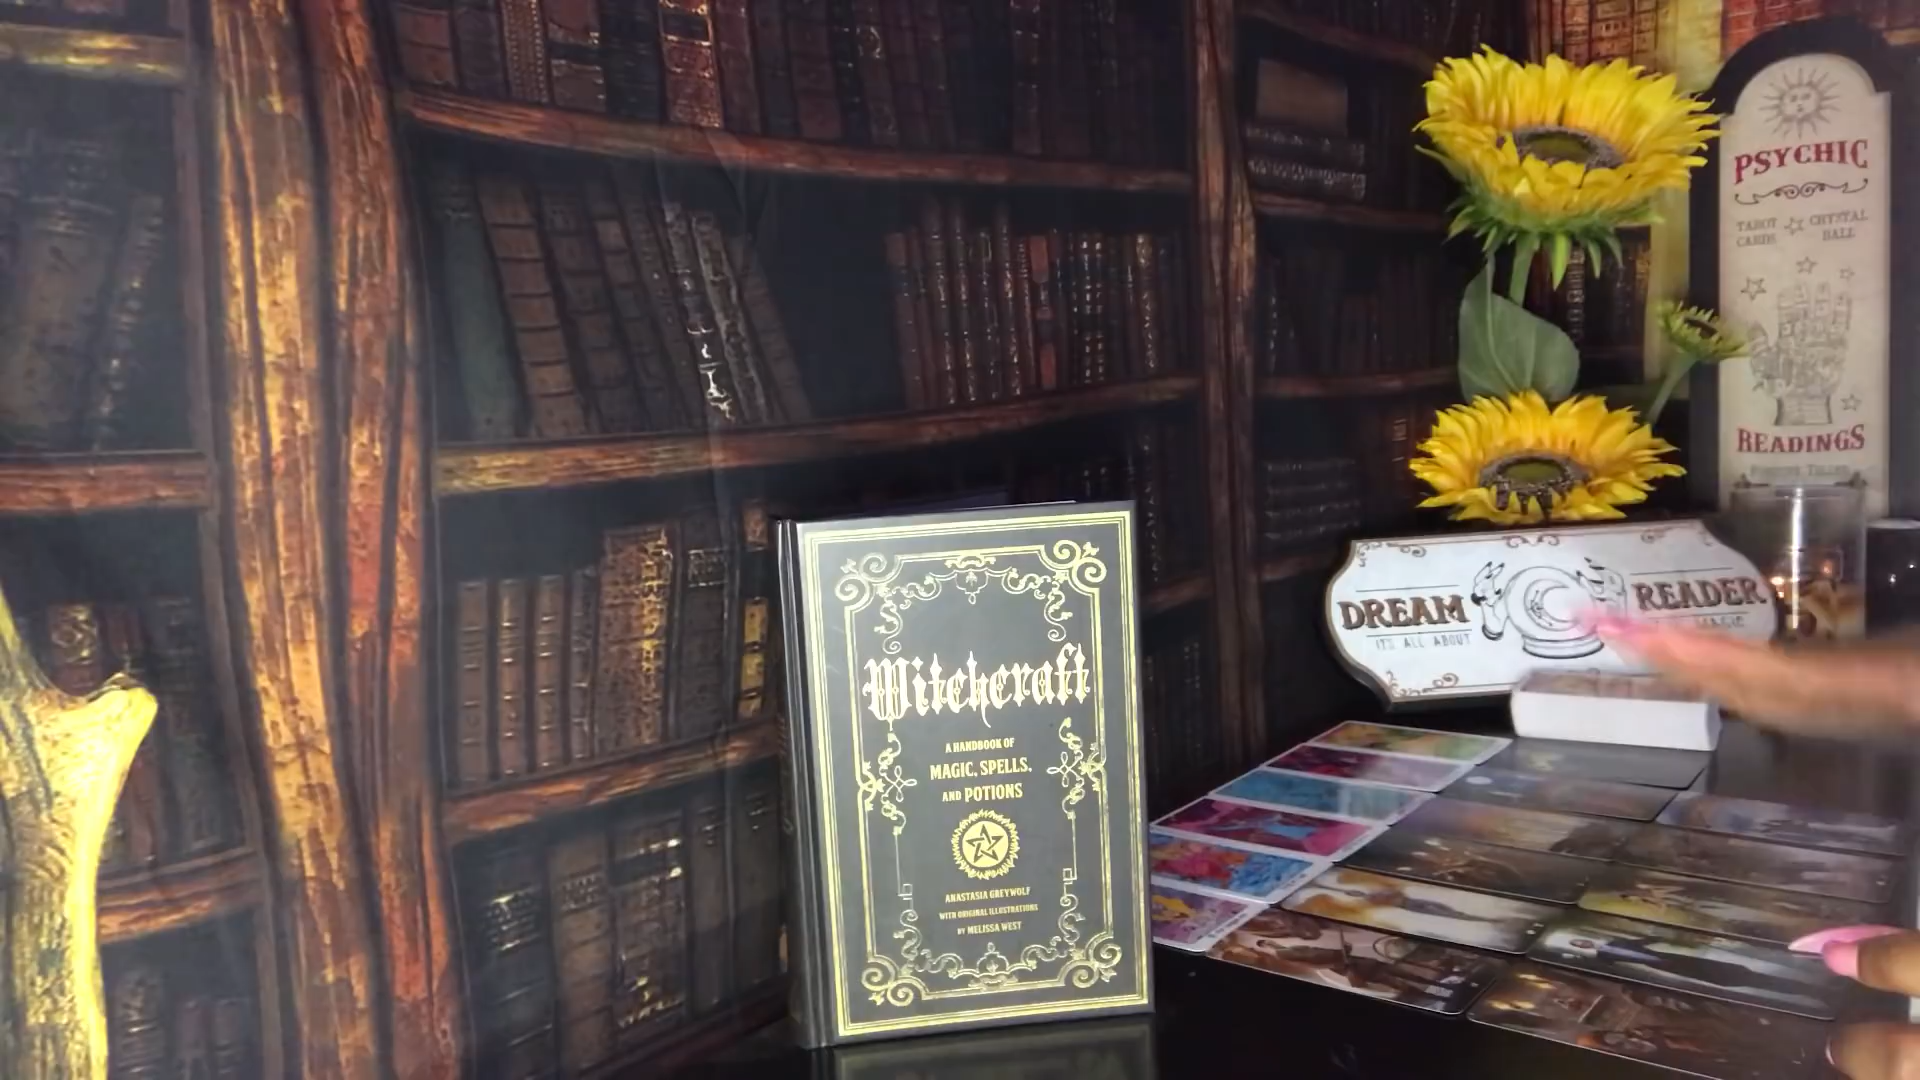 Witchcraft
A HANDBOOK OF
MAGIC, SPELLS,
AND POTIONS
ANASTASIA GREYWOLF
WITH ORIGINAL ILLUSTRATIONS
BY MELISSA WEST
PSYCHIC
TAROT CRYSTAL
CARDS BALL
READINGS
DREAM READER
IT'S ALL ABOUT MAGIC